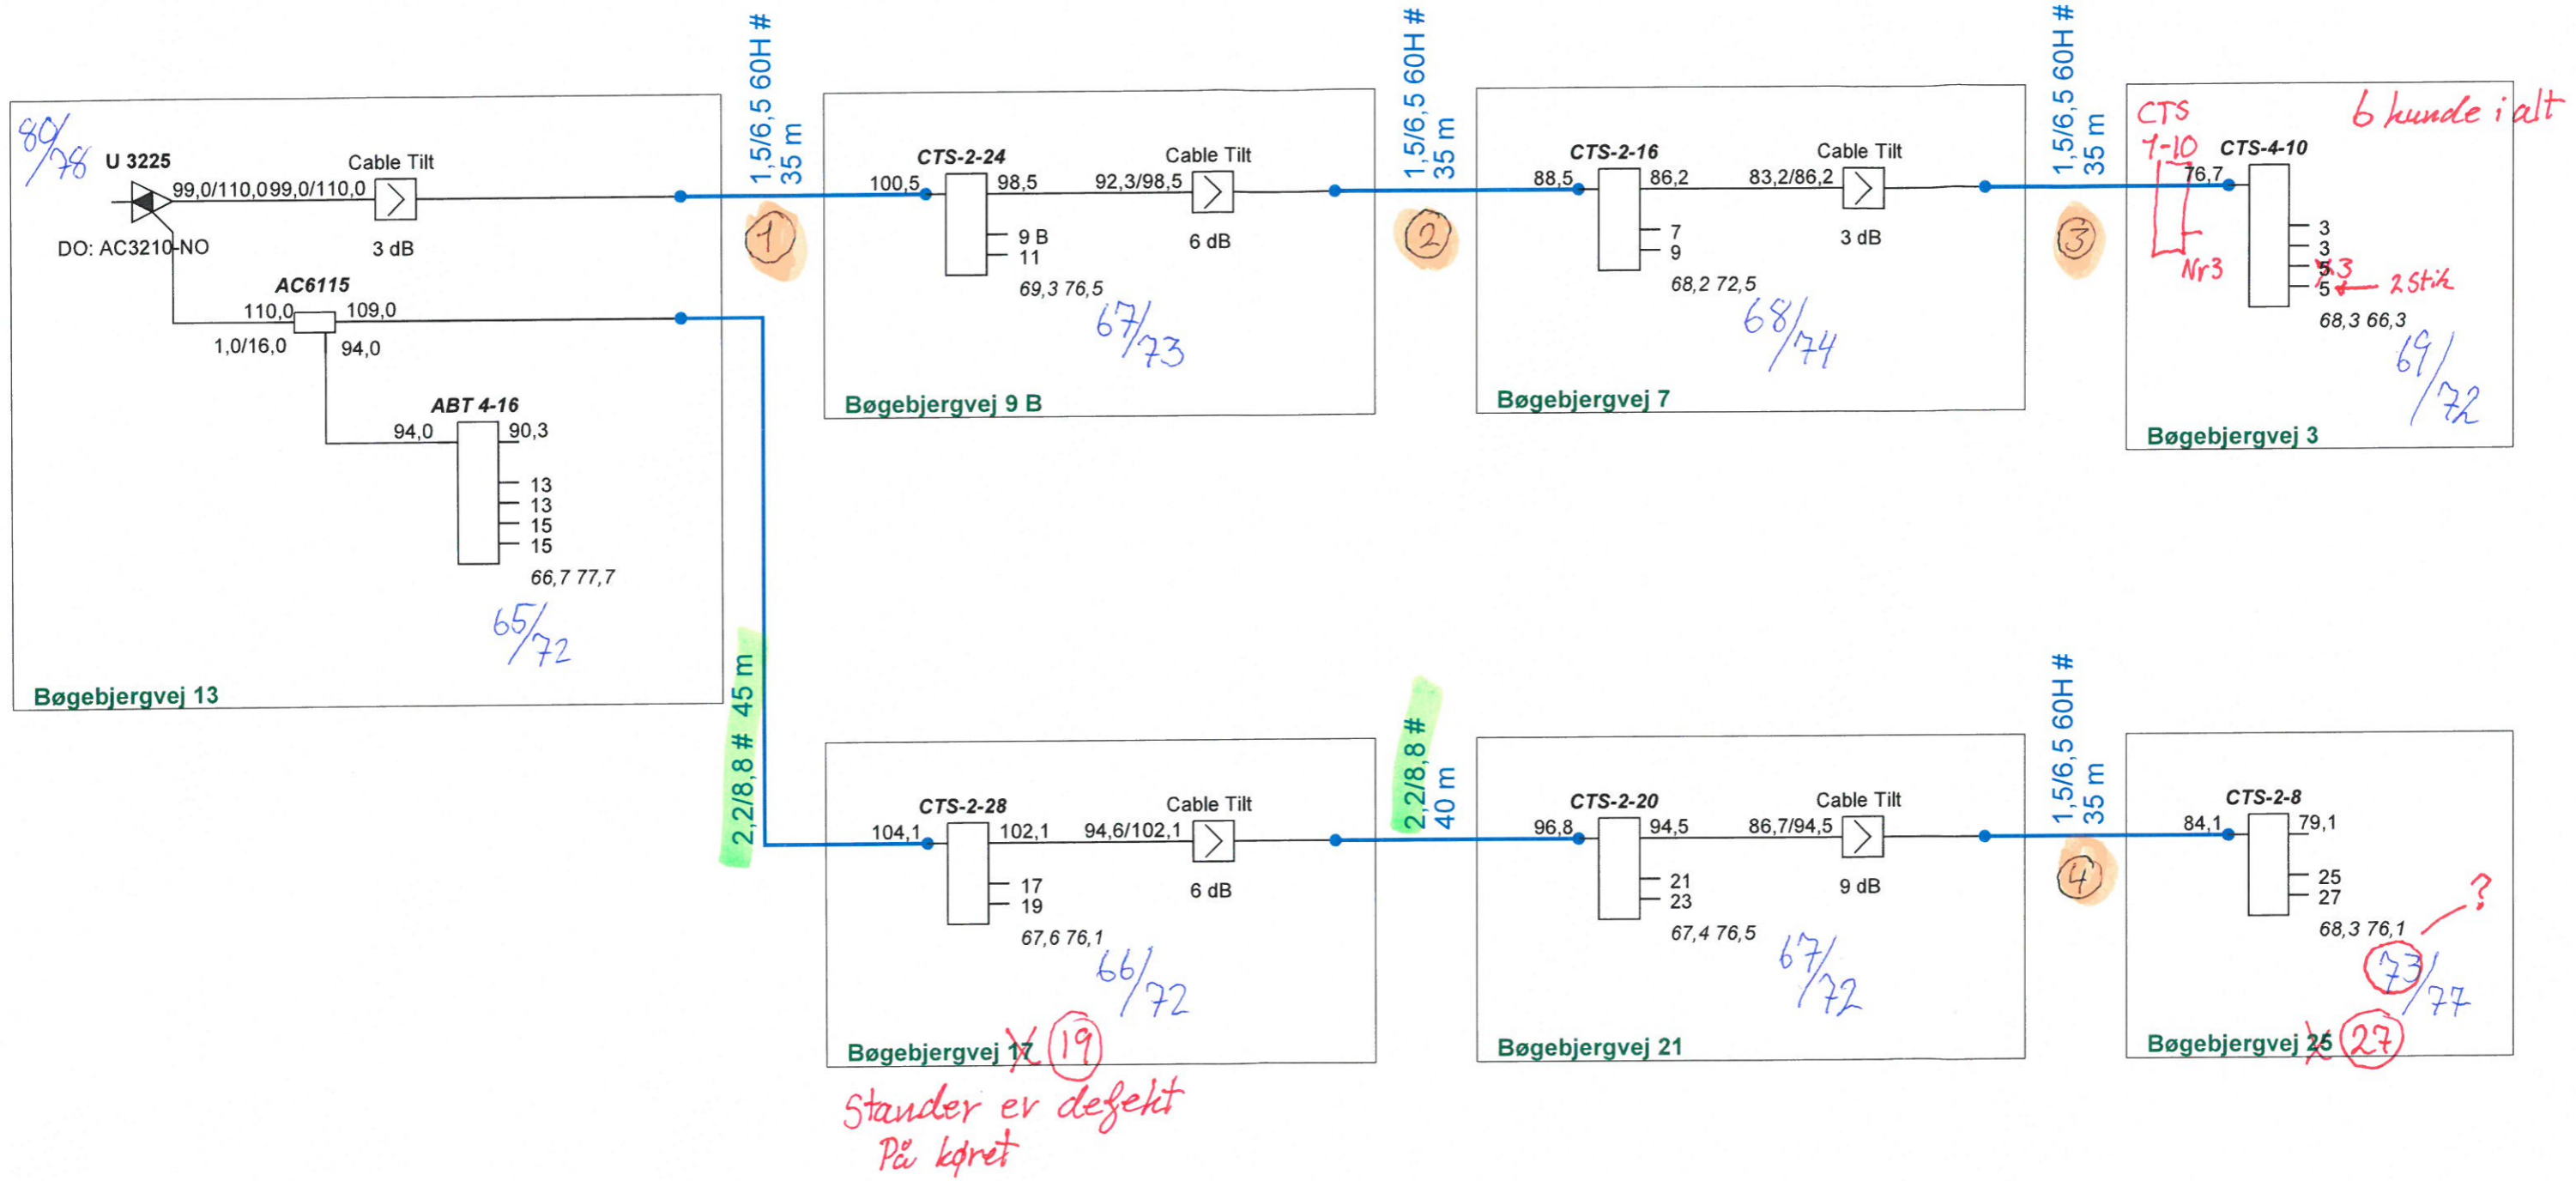 80/78
U 3225
99,0/110,0 99,0/110,0
Cable Tilt
3 dB
DO: AC3210-NO
AC6115
110,0
109,0
1,0/16,0
94,0
ABT 4-16
94,0
90,3
13
13
15
15
66,7 77,7
65/72
Bøgebjergvej 13
1,5/6,5 60H #
35 m
1
100,5
CTS-2-24
98,5
92,3/98,5
Cable Tilt
6 dB
9 B
11
69,3 76,5
67/73
Bøgebjergvej 9 B
1,5/6,5 60H #
35 m
2
88,5
CTS-2-16
86,2
83,2/86,2
Cable Tilt
3 dB
7
9
68,2 72,5
68/74
Bøgebjergvej 7
1,5/6,5 60H #
35 m
3
CTS
1-10
Nr3
6 kunde i alt
CTS-4-10
76,7
3
3
5 3
5 2 Stik
68,3 66,3
69/72
Bøgebjergvej 3
2,2/8,8 # 45 m
104,1
CTS-2-28
102,1
94,6/102,1
Cable Tilt
6 dB
17
19
67,6 76,1
66/72
Bøgebjergvej 17 19
Stander er defekt
På køret
2,2/8,8 #
40 m
96,8
CTS-2-20
94,5
86,7/94,5
Cable Tilt
9 dB
21
23
67,4 76,5
67/72
Bøgebjergvej 21
1,5/6,5 60H #
35 m
4
84,1
CTS-2-8
79,1
25
27
68,3 76,1
?
73/77
Bøgebjergvej 25 27